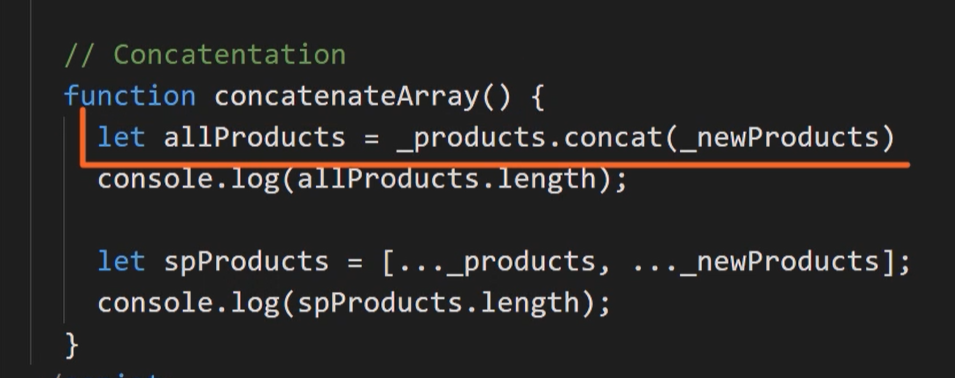 // Concatentation
function concatenateArray() {
let allProducts = _products.concat(_newProducts)
console.log(allProducts.length);
let spProducts = [..._products, ..._newProducts];
console.log(spProducts.length);
}